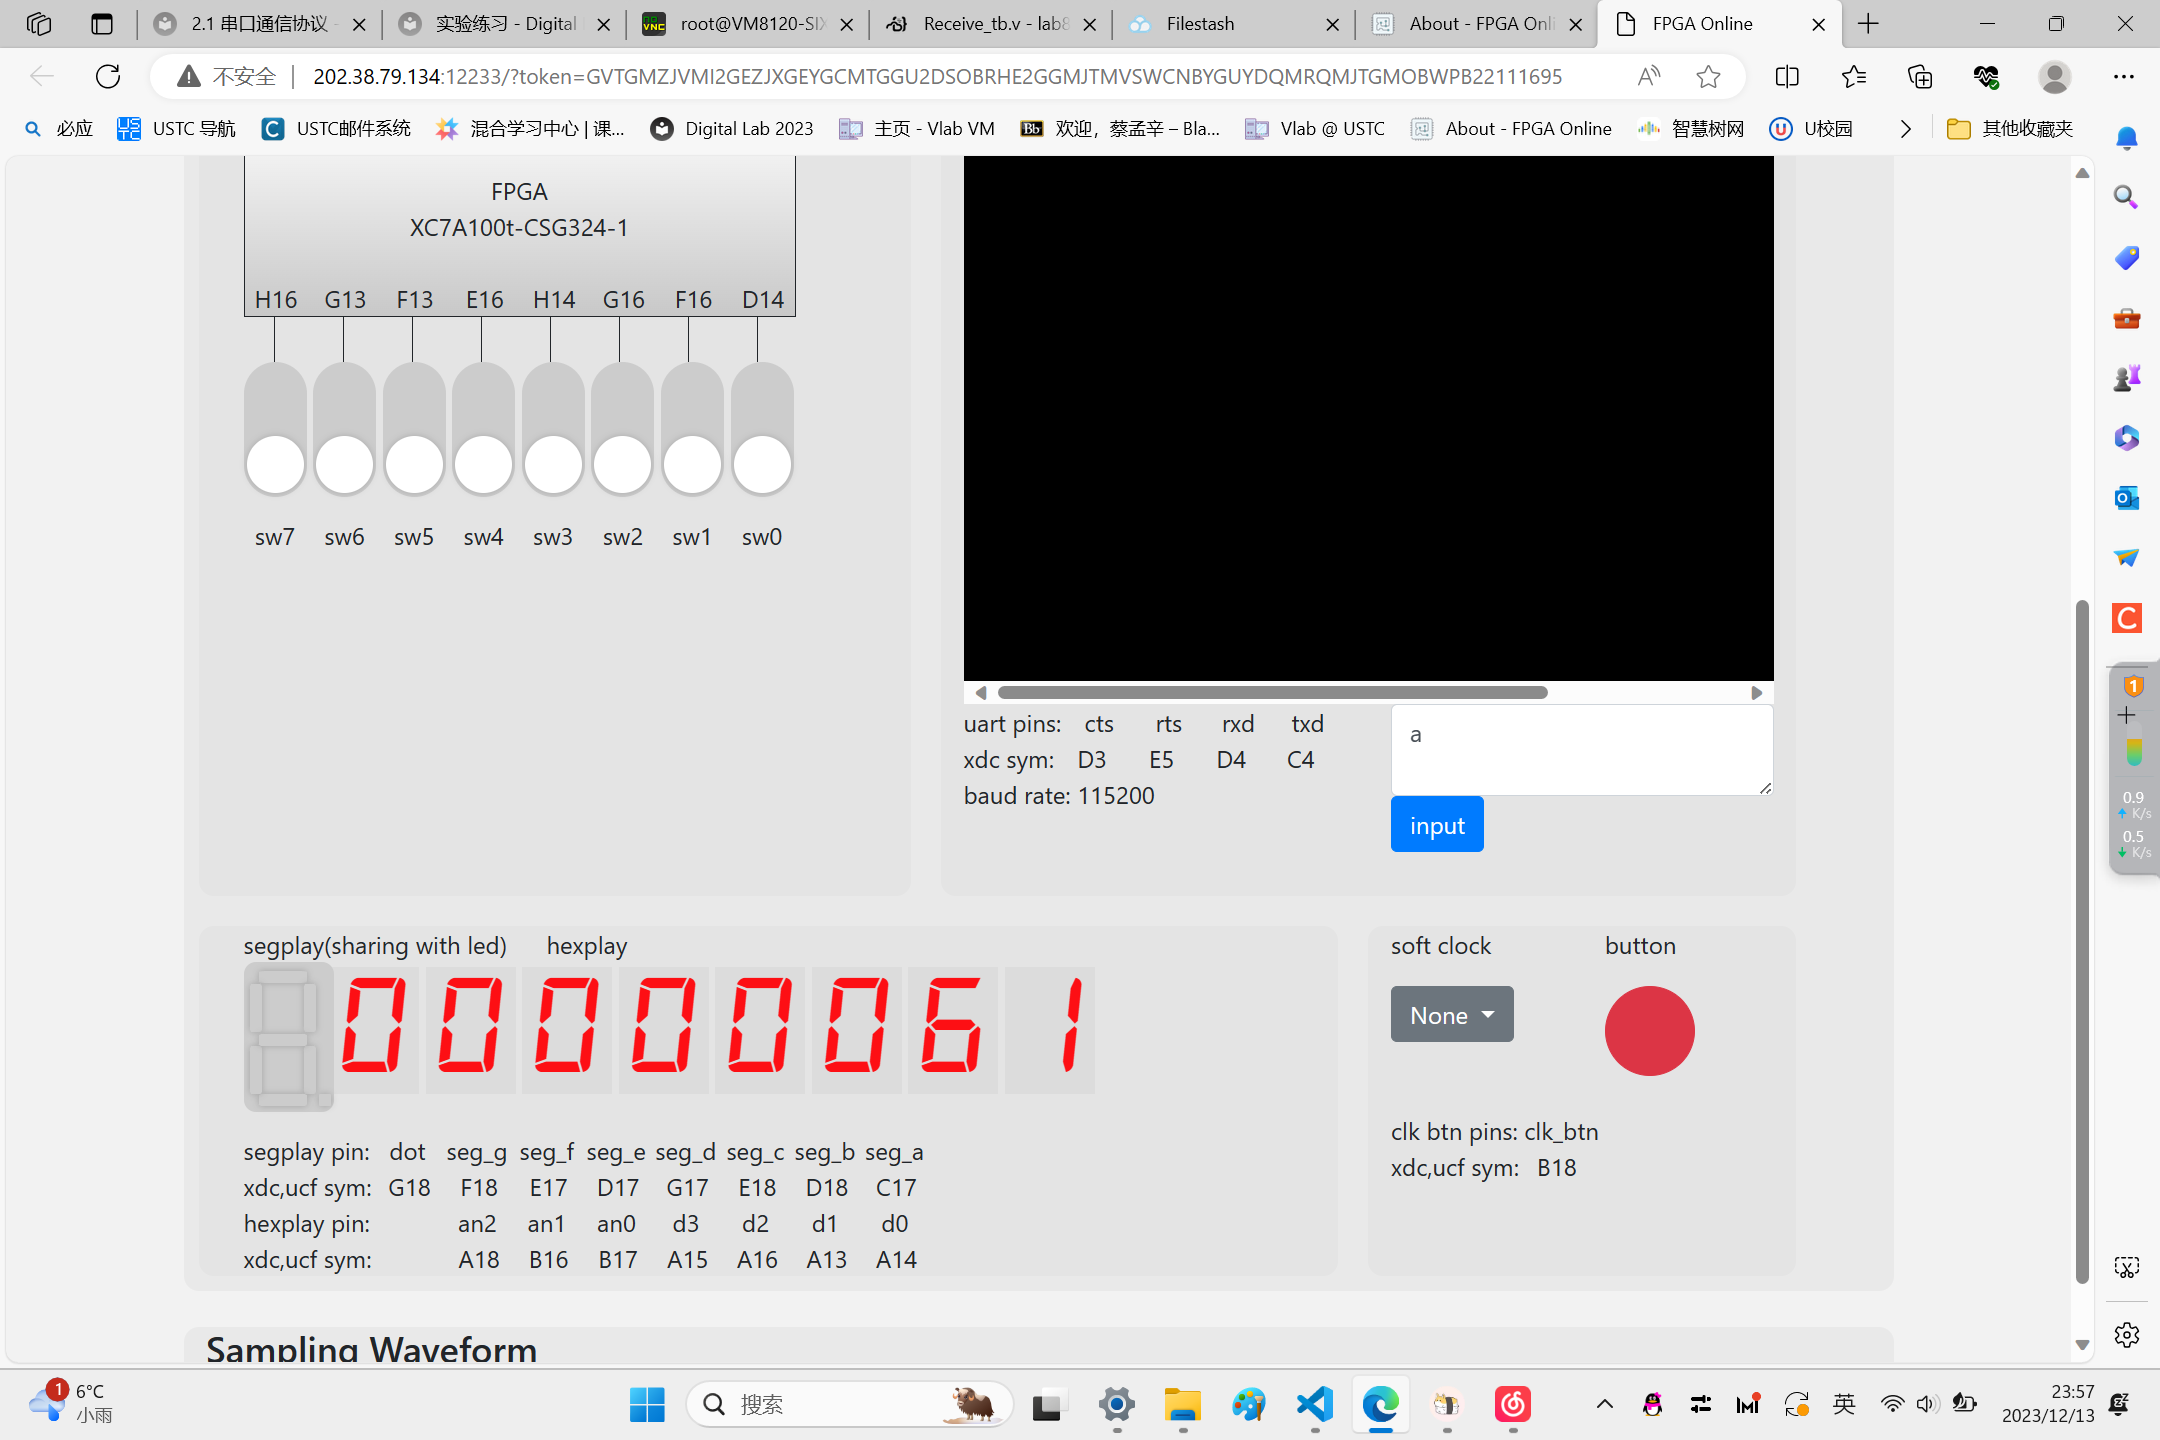 2.1 串口通信协议 -
实验练习 - Digital
root@VM8120-SIX
Receive_tb.v - lab8
Filestash
About - FPGA Onli
FPGA Online
不安全 202.38.79.134:12233/?token=GVTGMZJVMI2GEZJXGEYGCMTGGU2DSOBRHE2GGMJTMVSWCNBYGUYDQMRQMJTGMOBWPB22111695
必应 USTC 导航 USTC邮件系统 混合学习中心 | 课... Digital Lab 2023 主页 - Vlab VM 欢迎，蔡孟辛 – Bla... Vlab @ USTC About - FPGA Online 智慧树网 U校园 其他收藏夹
FPGA
XC7A100t-CSG324-1
H16 G13 F13 E16 H14 G16 F16 D14
sw7 sw6 sw5 sw4 sw3 sw2 sw1 sw0
uart pins: cts rts rxd txd
xdc sym: D3 E5 D4 C4
baud rate: 115200
a
input
segplay(sharing with led) hexplay
0 0 0 0 0 0 6 1
segplay pin: dot seg_g seg_f seg_e seg_d seg_c seg_b seg_a
xdc,ucf sym: G18 F18 E17 D17 G17 E18 D18 C17
hexplay pin: an2 an1 an0 d3 d2 d1 d0
xdc,ucf sym: A18 B16 B17 A15 A16 A13 A14
soft clock button
None
clk btn pins: clk_btn
xdc,ucf sym: B18
Sampling Waveform
1
0.9
K/s
0.5
K/s
1
6°C
小雨
搜索
英
23:57
2023/12/13